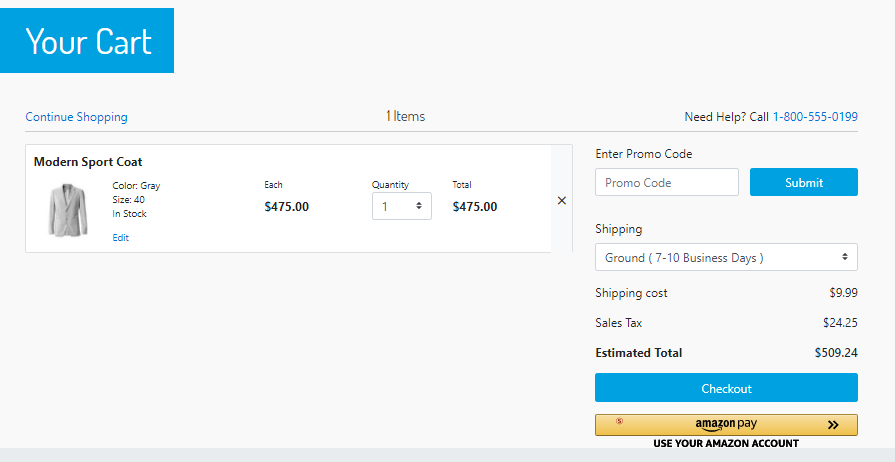 Your Cart
Continue Shopping
1 Items
Need Help? Call 1-800-555-0199
Modern Sport Coat
Color: Gray
Size: 40
In Stock
Edit
Each
$475.00
Quantity
1
Total
$475.00
×
Enter Promo Code
Promo Code
Submit
Shipping
Ground ( 7-10 Business Days )
Shipping cost $9.99
Sales Tax $24.25
Estimated Total $509.24
Checkout
S
amazon pay
USE YOUR AMAZON ACCOUNT